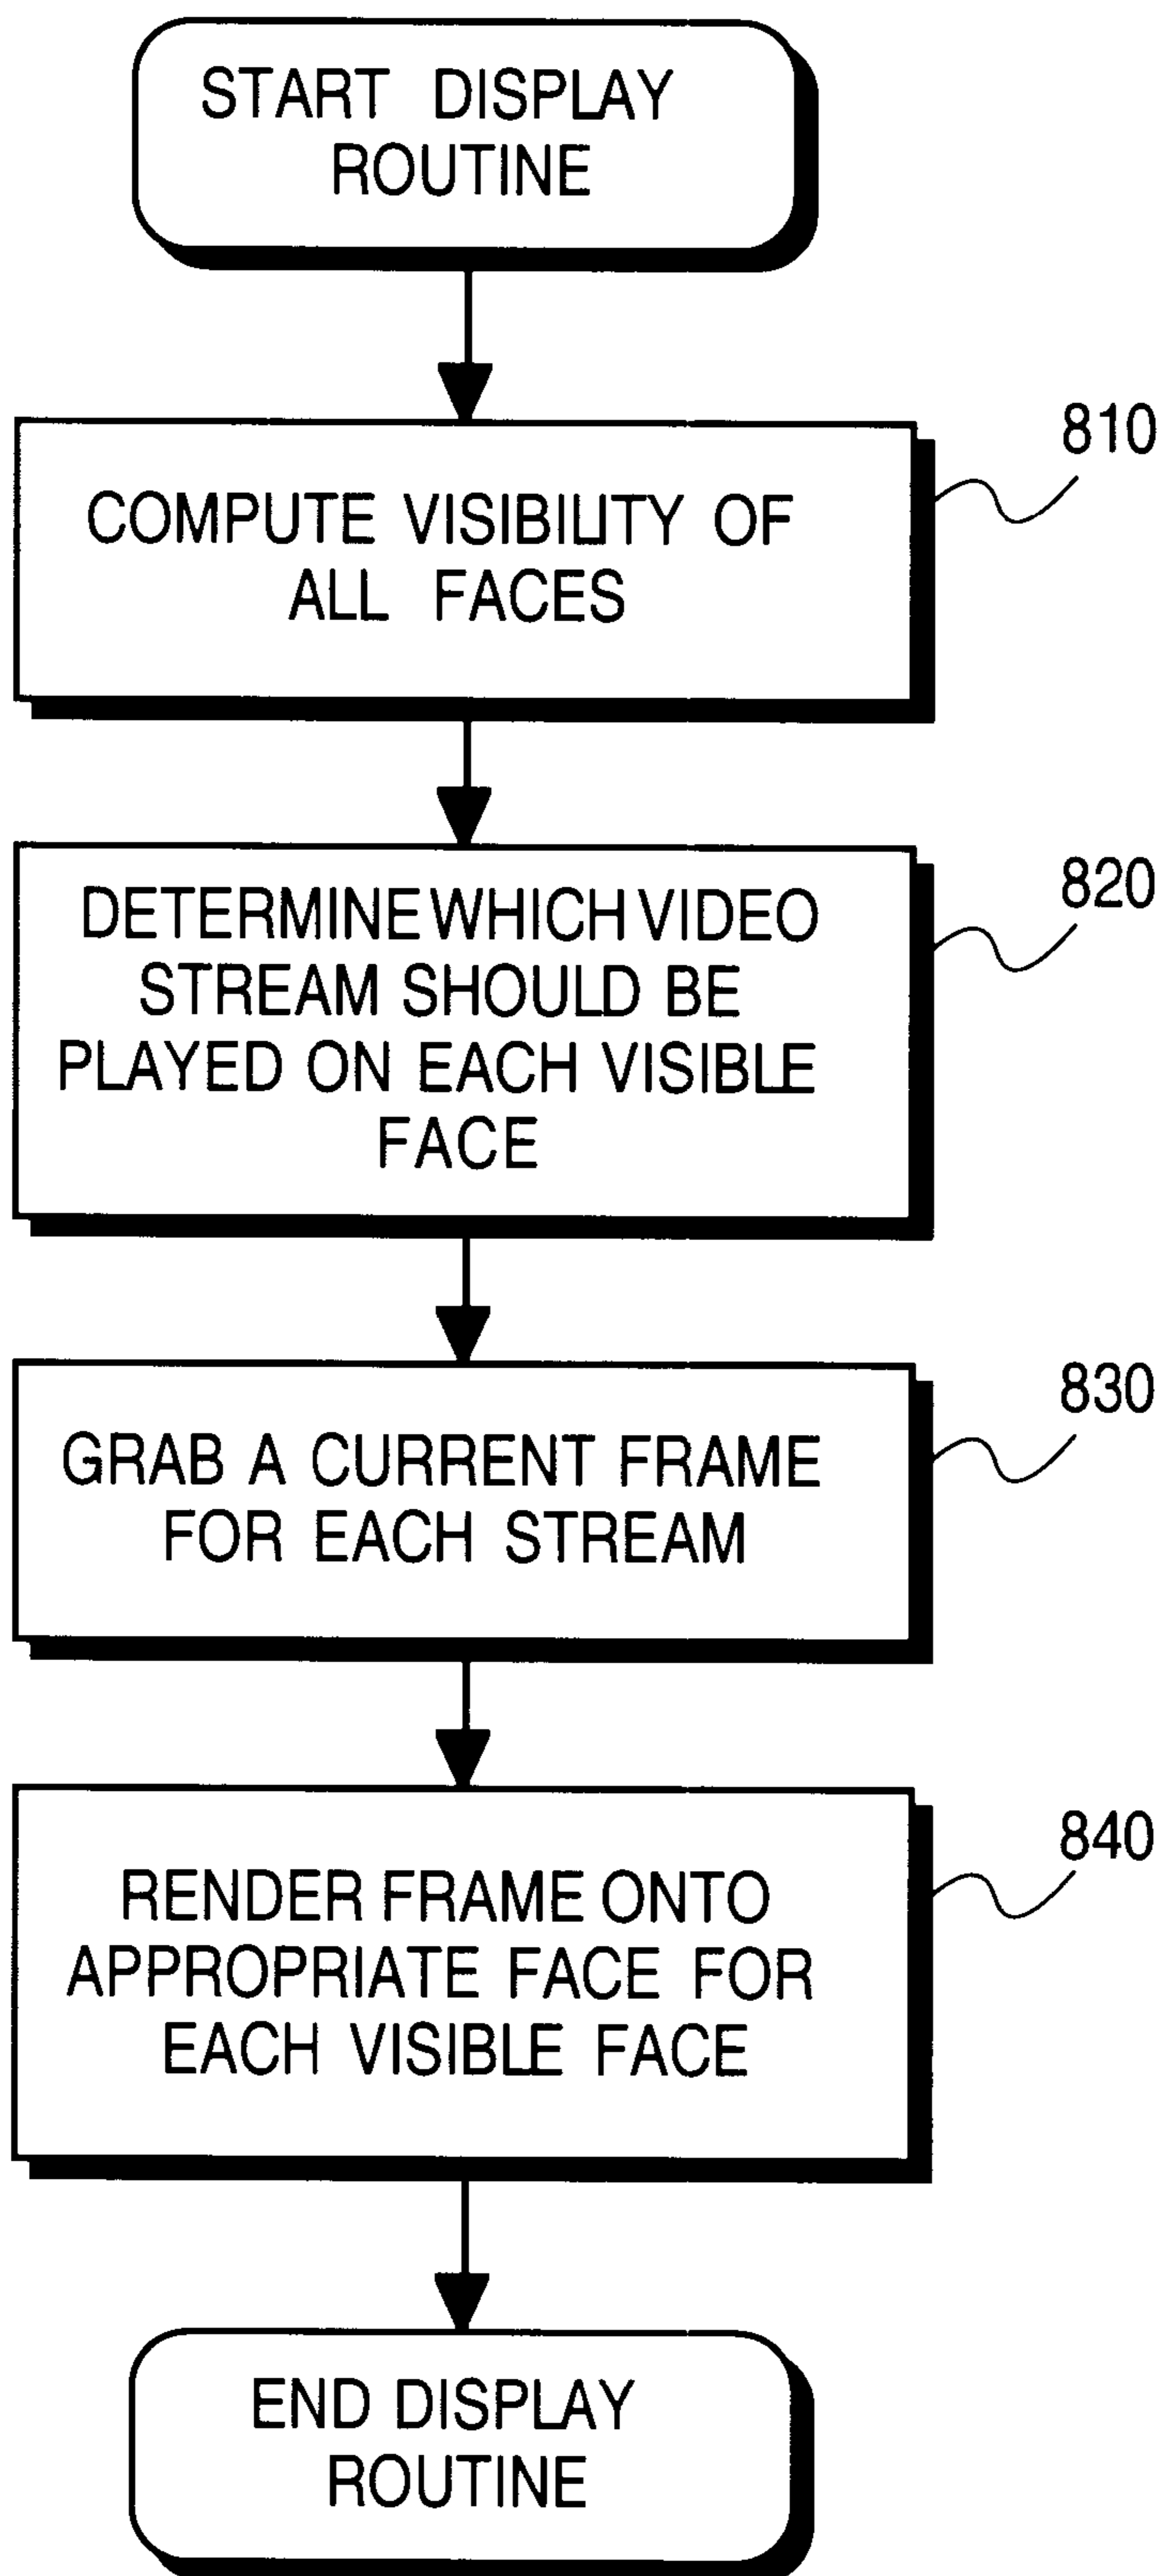 START DISPLAY
ROUTINE
810
COMPUTE VISIBILITY OF
ALL FACES
820
DETERMINE WHICH VIDEO
STREAM SHOULD BE
PLAYED ON EACH VISIBLE
FACE
830
GRAB A CURRENT FRAME
FOR EACH STREAM
840
RENDER FRAME ONTO
APPROPRIATE FACE FOR
EACH VISIBLE FACE
END DISPLAY
ROUTINE